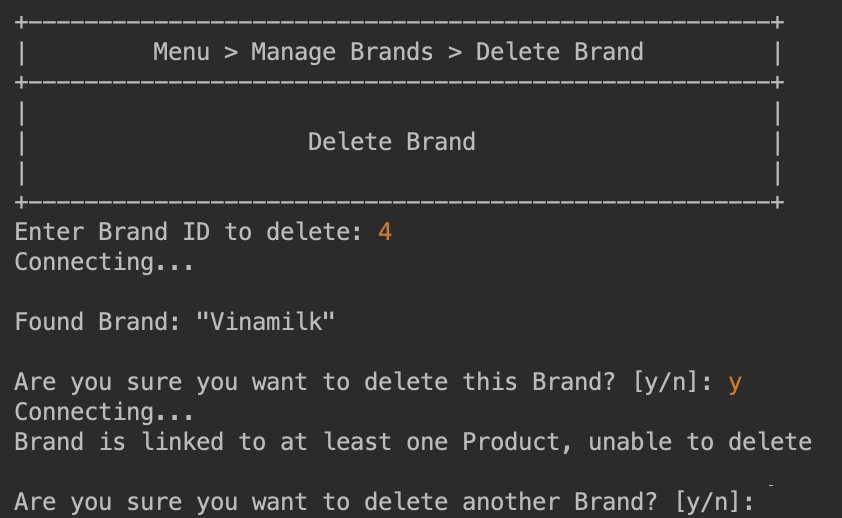 Menu > Manage Brands > Delete Brand
Delete Brand
Enter Brand ID to delete: 4
Connecting...
Found Brand: "Vinamilk"
Are you sure you want to delete this Brand? [y/n]: y
Connecting...
Brand is linked to at least one Product, unable to delete
Are you sure you want to delete another Brand? [y/n]: